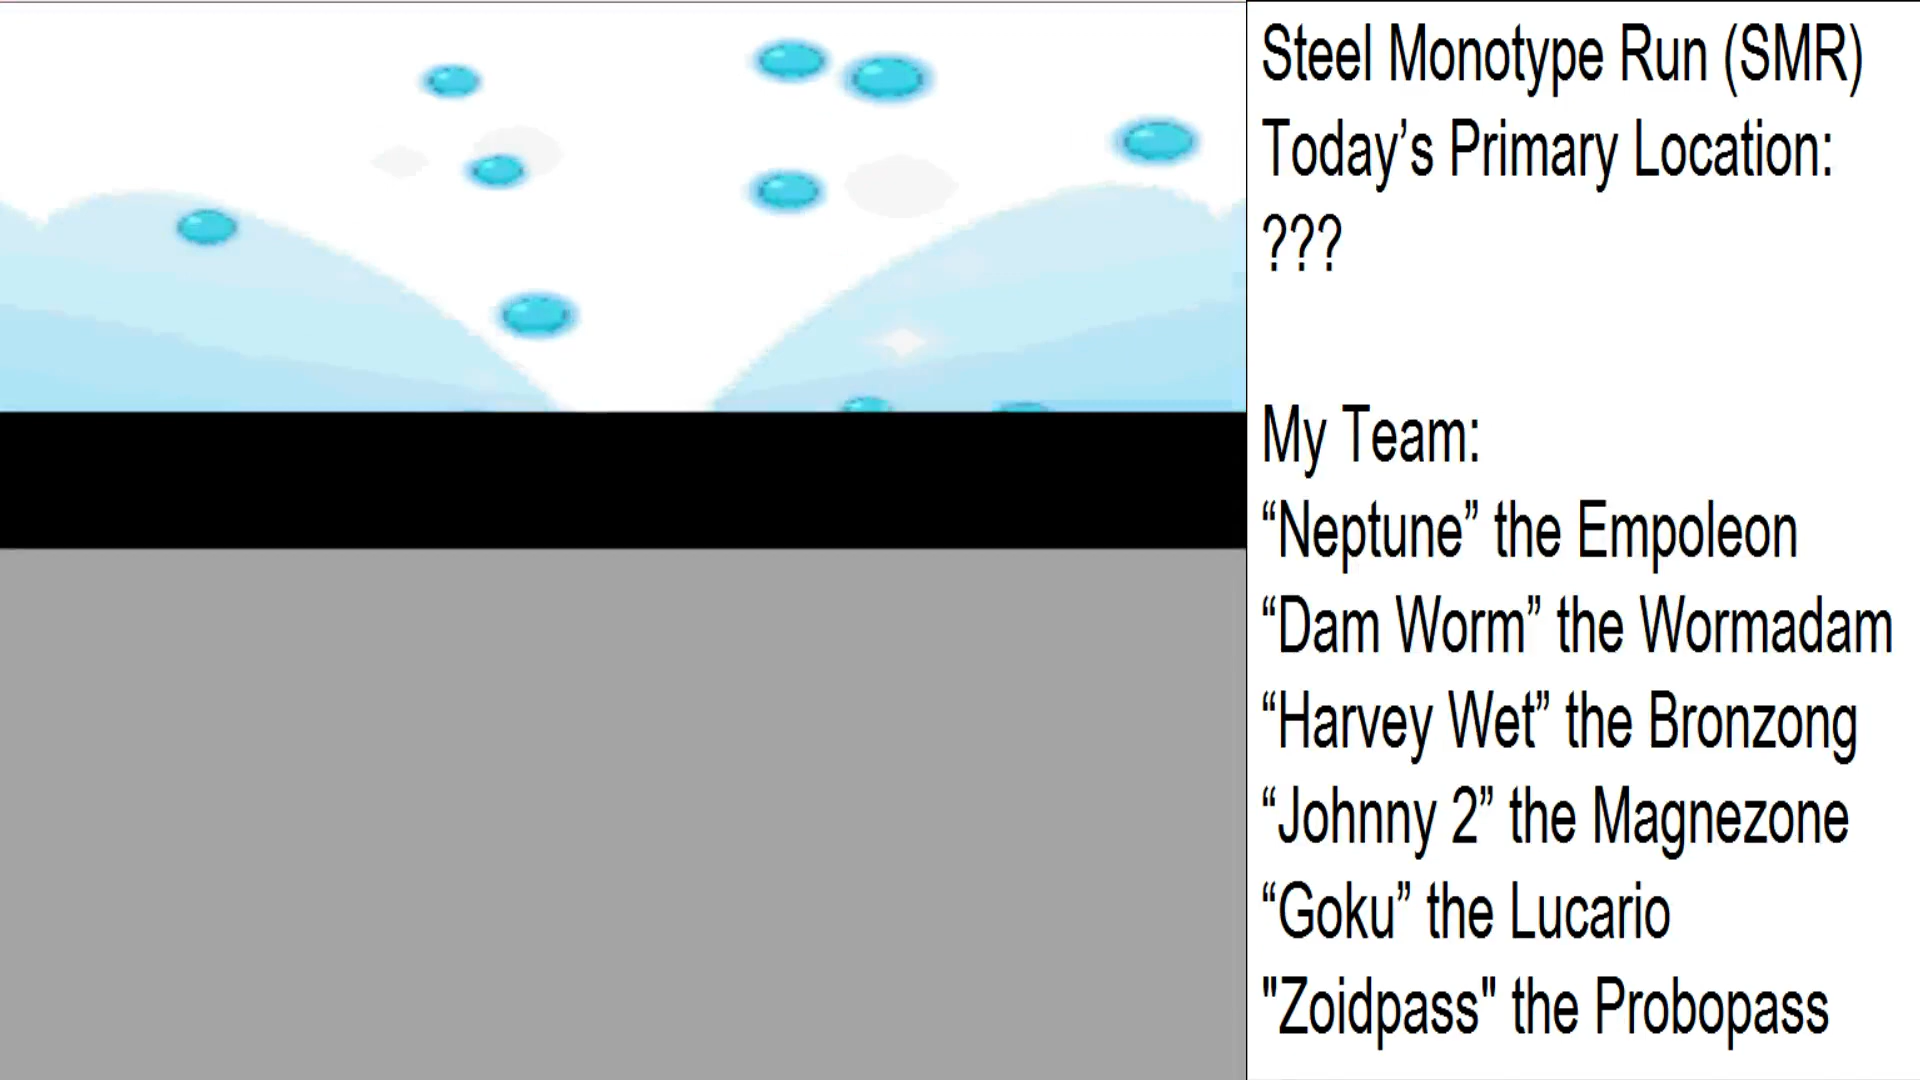 Steel Monotype Run (SMR)
Today’s Primary Location:
???
My Team:
“Neptune” the Empoleon
“Dam Worm” the Wormadam
“Harvey Wet” the Bronzong
“Johnny 2” the Magnezone
“Goku” the Lucario
"Zoidpass" the Probopass